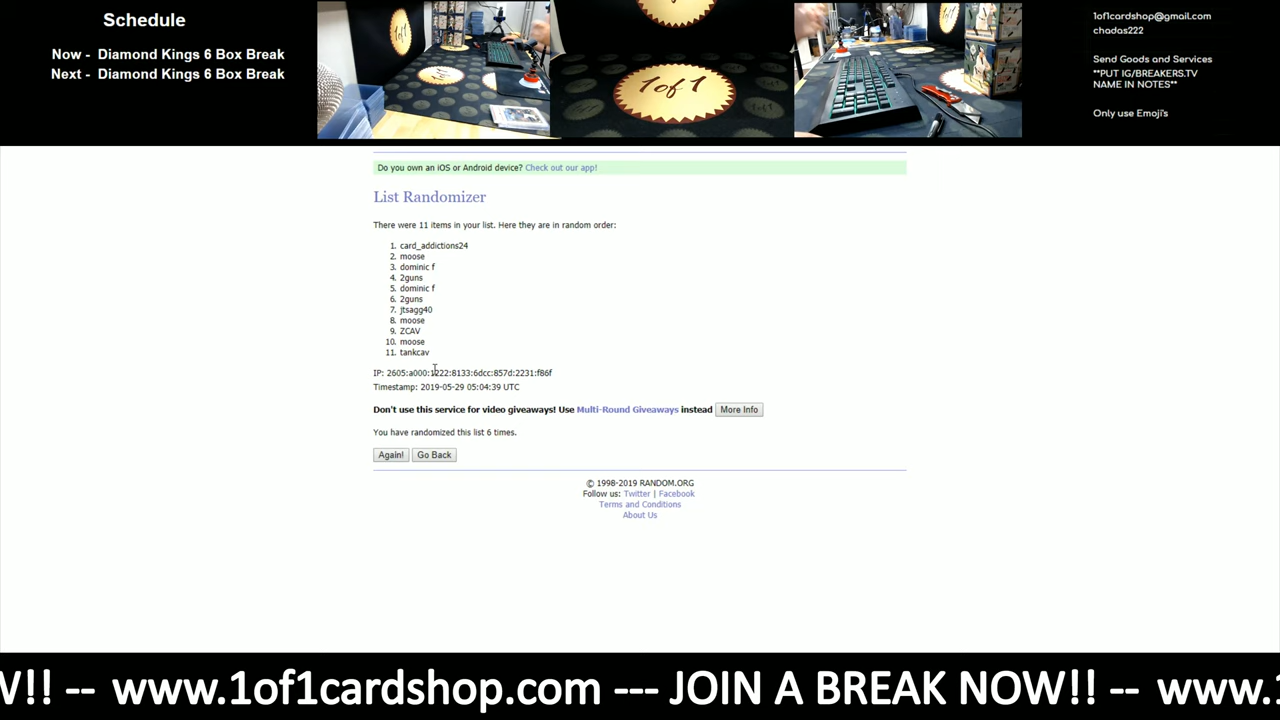 Schedule
Now - Diamond Kings 6 Box Break
Next - Diamond Kings 6 Box Break
1of1
1of1cardshop@gmail.com
chadas222
Send Goods and Services
**PUT IG/BREAKERS.TV
NAME IN NOTES**
Only use Emoji's
Do you own an iOS or Android device? Check out our app!
List Randomizer
There were 11 items in your list. Here they are in random order:
1. card_addictions24
2. moose
3. dominic f
4. 2guns
5. dominic f
6. 2guns
7. jtsagg40
8. moose
9. ZCAV
10. moose
11. tankcav
IP: 2605:a000:1222:8133:6dcc:857d:2231:f86f
Timestamp: 2019-05-29 05:04:39 UTC
Don't use this service for video giveaways! Use Multi-Round Giveaways instead More Info
You have randomized this list 6 times.
Again! Go Back
© 1998-2019 RANDOM.ORG
Follow us: Twitter | Facebook
Terms and Conditions
About Us
W!! -- www.1of1cardshop.com --- JOIN A BREAK NOW!! -- www.1